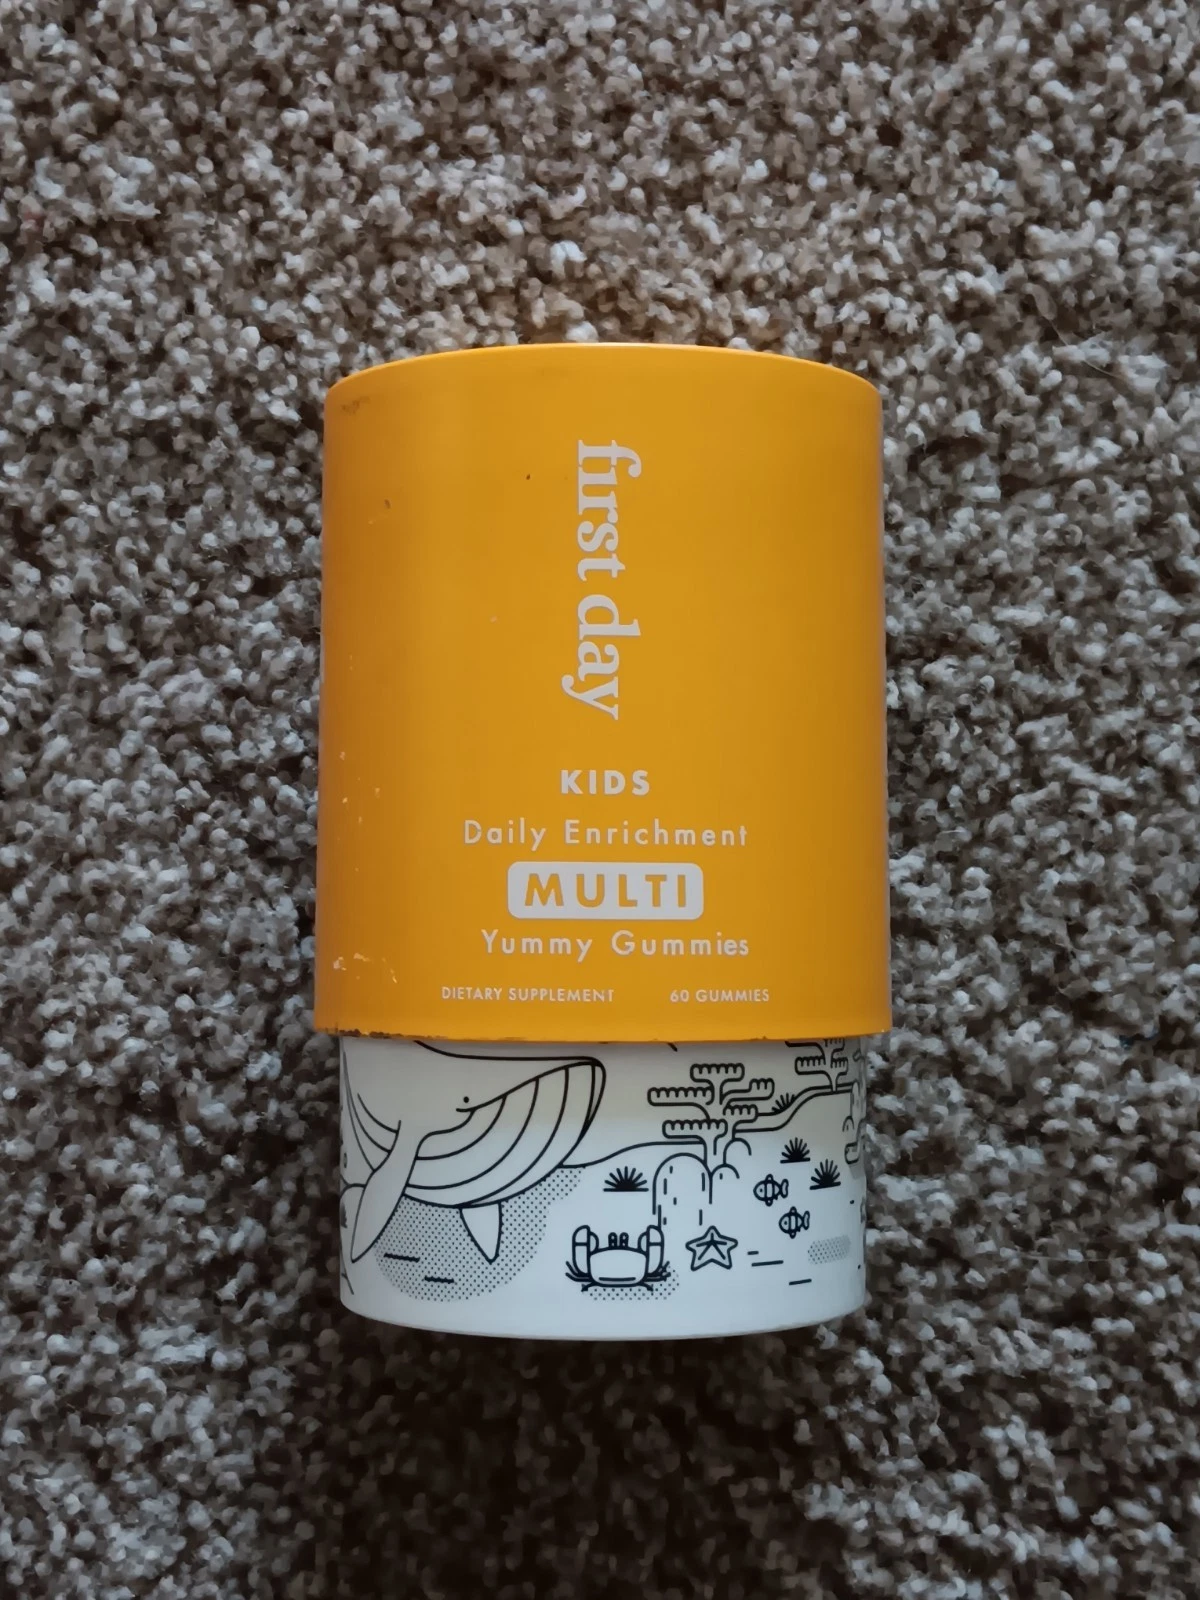 first day
KIDS
Daily Enrichment
MULTI
Yummy Gummies
DIETARY SUPPLEMENT 60 GUMMIES